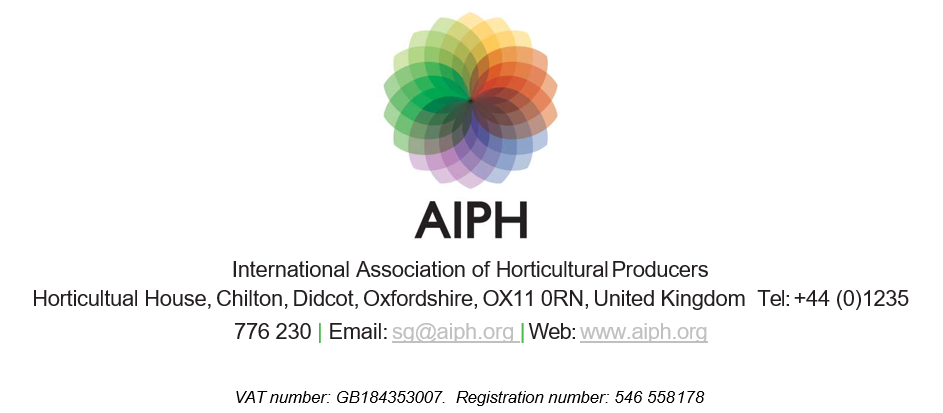 AIPH
International Association of Horticultural Producers
Horticultual House, Chilton, Didcot, Oxfordshire, OX11 0RN, United Kingdom Tel: +44 (0)1235
776 230 | Email: sg@aiph.org | Web: www.aiph.org
VAT number: GB184353007. Registration number: 546 558178